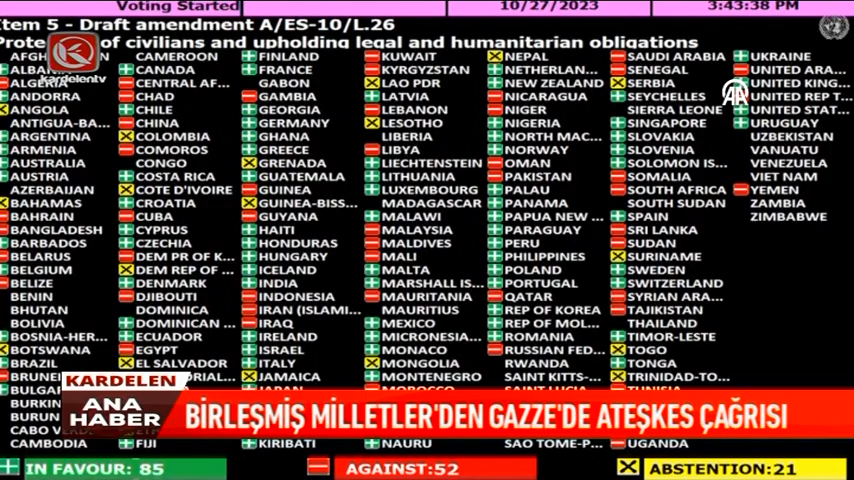 Voting Started 10/27/2023 3:43:38 PM
Item 5 - Draft amendment A/ES-10/L.26
of civilians and upholding legal and humanitarian obligations
Kardelentv
AA
ALBANIA
ALGERIA
ANDORRA
ANGOLA
ANTIGUA-BA...
ARGENTINA
ARMENIA
AUSTRALIA
AUSTRIA
AZERBAIJAN
BAHAMAS
BAHRAIN
BANGLADESH
BARBADOS
BELARUS
BELGIUM
BELIZE
BENIN
BHUTAN
BOLIVIA
BOSNIA-HER...
BOTSWANA
BRAZIL
CAMBODIA
CAMEROON
CANADA
CENTRAL AF...
CHAD
CHILE
CHINA
COLOMBIA
COMOROS
CONGO
COSTA RICA
COTE D'IVOIRE
CROATIA
CUBA
CYPRUS
CZECHIA
DEM PR OF K...
DEM REP OF ...
DENMARK
DJIBOUTI
DOMINICA
DOMINICAN ...
ECUADOR
EGYPT
EL SALVADOR
FIJI
FINLAND
FRANCE
GABON
GAMBIA
GEORGIA
GERMANY
GHANA
GREECE
GRENADA
GUATEMALA
GUINEA
GUINEA-BISS...
GUYANA
HAITI
HONDURAS
HUNGARY
ICELAND
INDIA
INDONESIA
IRAN (ISLAMI...
IRAQ
IRELAND
ISRAEL
ITALY
JAMAICA
KIRIBATI
KUWAIT
KYRGYZSTAN
LAO PDR
LATVIA
LEBANON
LESOTHO
LIBERIA
LIBYA
LIECHTENSTEIN
LITHUANIA
LUXEMBOURG
MADAGASCAR
MALAWI
MALAYSIA
MALDIVES
MALI
MALTA
MARSHALL IS...
MAURITANIA
MAURITIUS
MEXICO
MICRONESIA...
MONACO
MONGOLIA
MONTENEGRO
NAURU
NEPAL
NETHERLAN...
NEW ZEALAND
NICARAGUA
NIGER
NIGERIA
NORTH MAC...
NORWAY
OMAN
PAKISTAN
PALAU
PANAMA
PAPUA NEW ...
PARAGUAY
PERU
PHILIPPINES
POLAND
PORTUGAL
QATAR
REP OF KOREA
REP OF MOL...
ROMANIA
RUSSIAN FED...
RWANDA
SAINT KITTS-...
SAO TOME-P...
SAUDI ARABIA
SENEGAL
SERBIA
SEYCHELLES
SIERRA LEONE
SINGAPORE
SLOVAKIA
SLOVENIA
SOLOMON IS...
SOMALIA
SOUTH AFRICA
SOUTH SUDAN
SPAIN
SRI LANKA
SUDAN
SURINAME
SWEDEN
SWITZERLAND
SYRIAN ARA...
TAJIKISTAN
THAILAND
TIMOR-LESTE
TOGO
TONGA
TRINIDAD-TO...
UGANDA
UKRAINE
UNITED ARA...
UNITED KING...
UNITED REP T...
UNITED STAT...
URUGUAY
UZBEKISTAN
VANUATU
VENEZUELA
VIET NAM
YEMEN
ZAMBIA
ZIMBABWE
KARDELEN
ANA
HABER
BİRLEŞMİŞ MİLLETLER'DEN GAZZE'DE ATEŞKES ÇAĞRISI
IN FAVOUR: 85 AGAINST:52 ABSTENTION:21